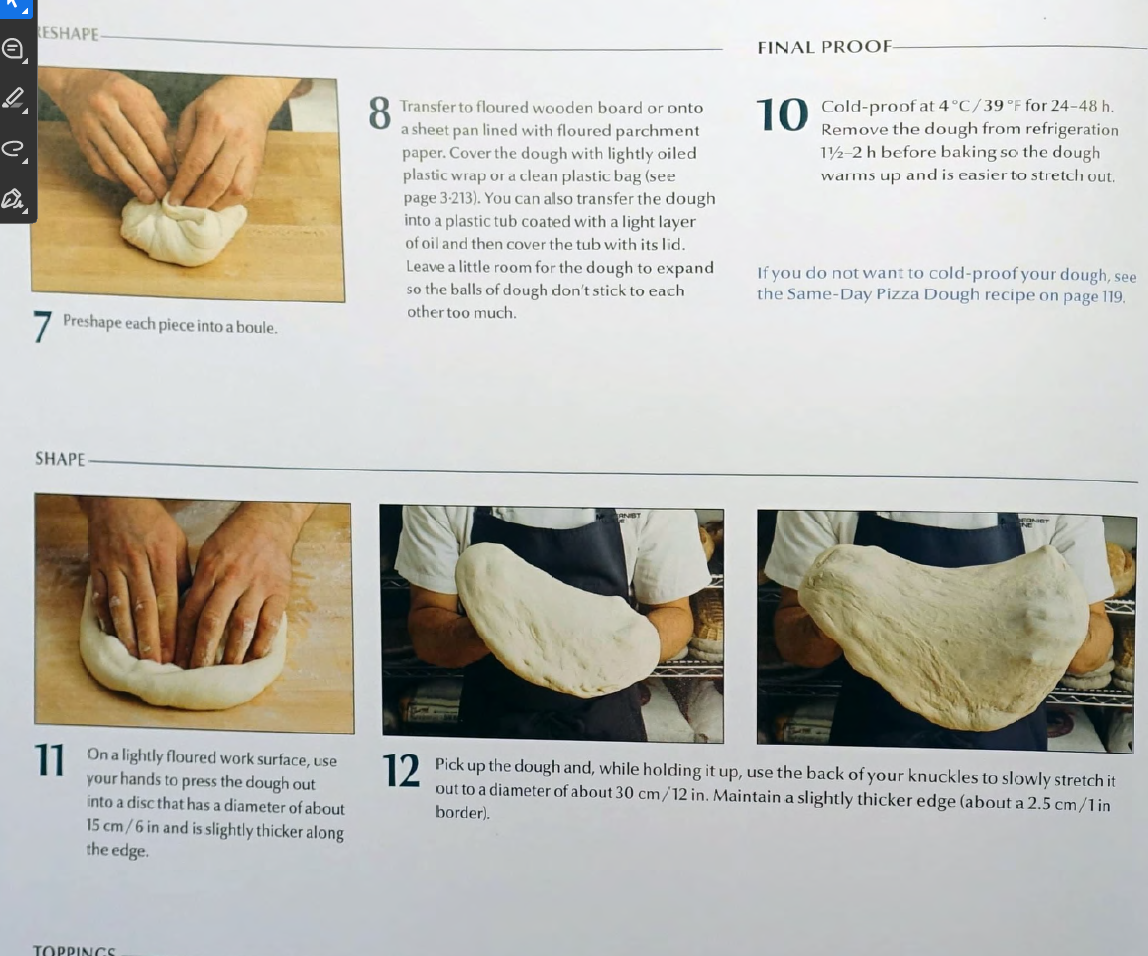 RESHAPE
7 Preshape each piece into a boule.
8 Transfer to floured wooden board or onto
a sheet pan lined with floured parchment
paper. Cover the dough with lightly oiled
plastic wrap or a clean plastic bag (see
page 3·213). You can also transfer the dough
into a plastic tub coated with a light layer
of oil and then cover the tub with its lid.
Leave a little room for the dough to expand
so the balls of dough don't stick to each
other too much.
FINAL PROOF
10 Cold-proof at 4 °C / 39 °F for 24–48 h.
Remove the dough from refrigeration
1½–2 h before baking so the dough
warms up and is easier to stretch out.
If you do not want to cold-proof your dough, see
the Same-Day Pizza Dough recipe on page 119.
SHAPE
11 On a lightly floured work surface, use
your hands to press the dough out
into a disc that has a diameter of about
15 cm / 6 in and is slightly thicker along
the edge.
12 Pick up the dough and, while holding it up, use the back of your knuckles to slowly stretch it
out to a diameter of about 30 cm / 12 in. Maintain a slightly thicker edge (about a 2.5 cm / 1 in
border).
TOPPINGS